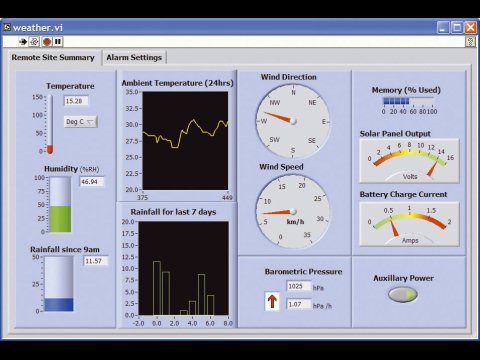 weather.vi
Remote Site Summary
Alarm Settings
Temperature
150
100
50
0
15.28
Deg C
Humidity (%RH)
100
75
50
25
0
46.94
Rainfall since 9am
50
40
30
20
10
0
11.57
Ambient Temperature (24hrs)
35.0
32.5
30.0
27.5
25.0
22.5
20.0
375
449
Rainfall for last 7 days
20.0
17.5
15.0
12.5
10.0
7.5
5.0
2.5
0.0
-2.0 0.0 2.0 4.0 6.0 8.0
Wind Direction
N
NE
E
SE
S
SW
W
NW
Wind Speed
0
5
10
15
20
25
30
35
km/h
Barometric Pressure
1025 hPa
1.07 hPa /h
Memory (% Used)
0 20 40 60 80 100
Solar Panel Output
0 2 4 6 8 10 12 14 16
Volts
Battery Charge Current
0 0.5 1 1.5 2
Amps
Auxillary Power